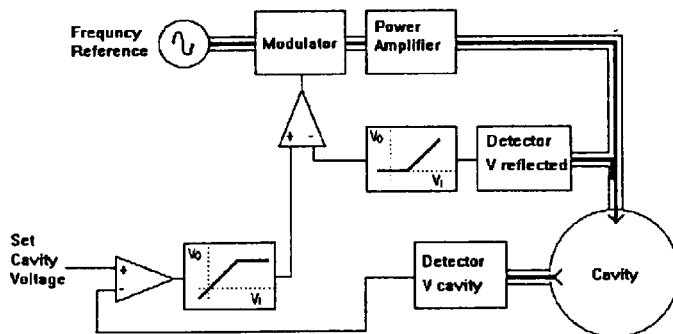 Frequncy
Reference
Modulator
Power
Amplifier
+ -
Vo
VI
Detector
V reflected
Set
Cavity
Voltage
+
-
Vo
VI
Detector
V cavity
Cavity